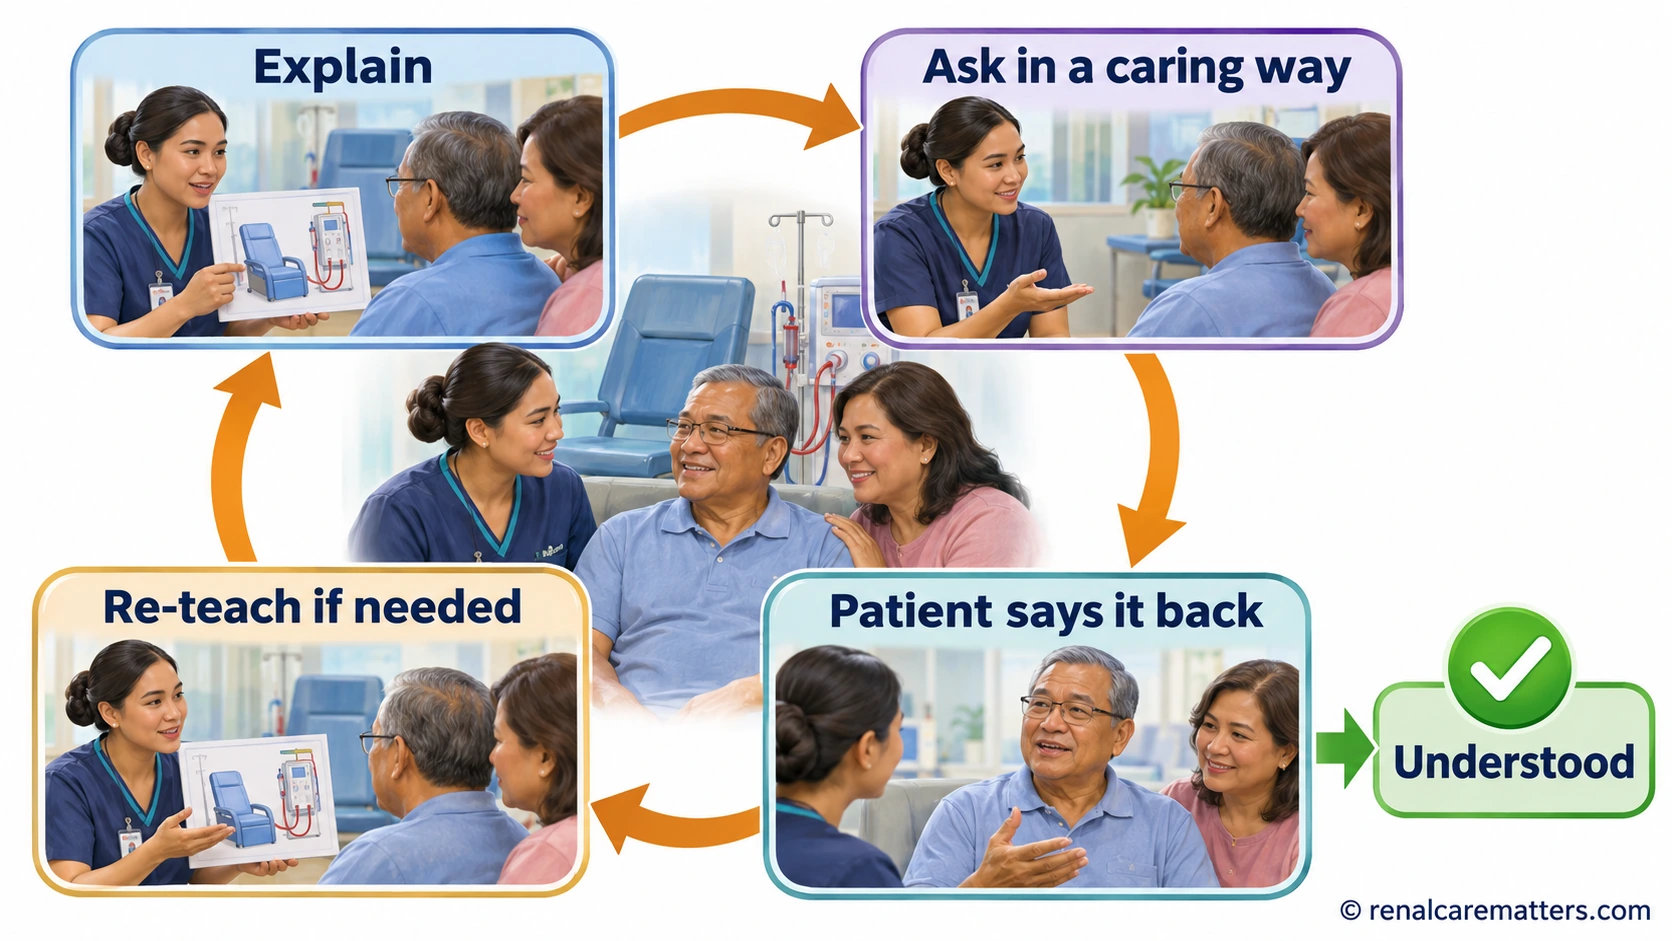 Explain
Ask in a caring way
Re-teach if needed
Patient says it back
Understood
© renalcarematters.com